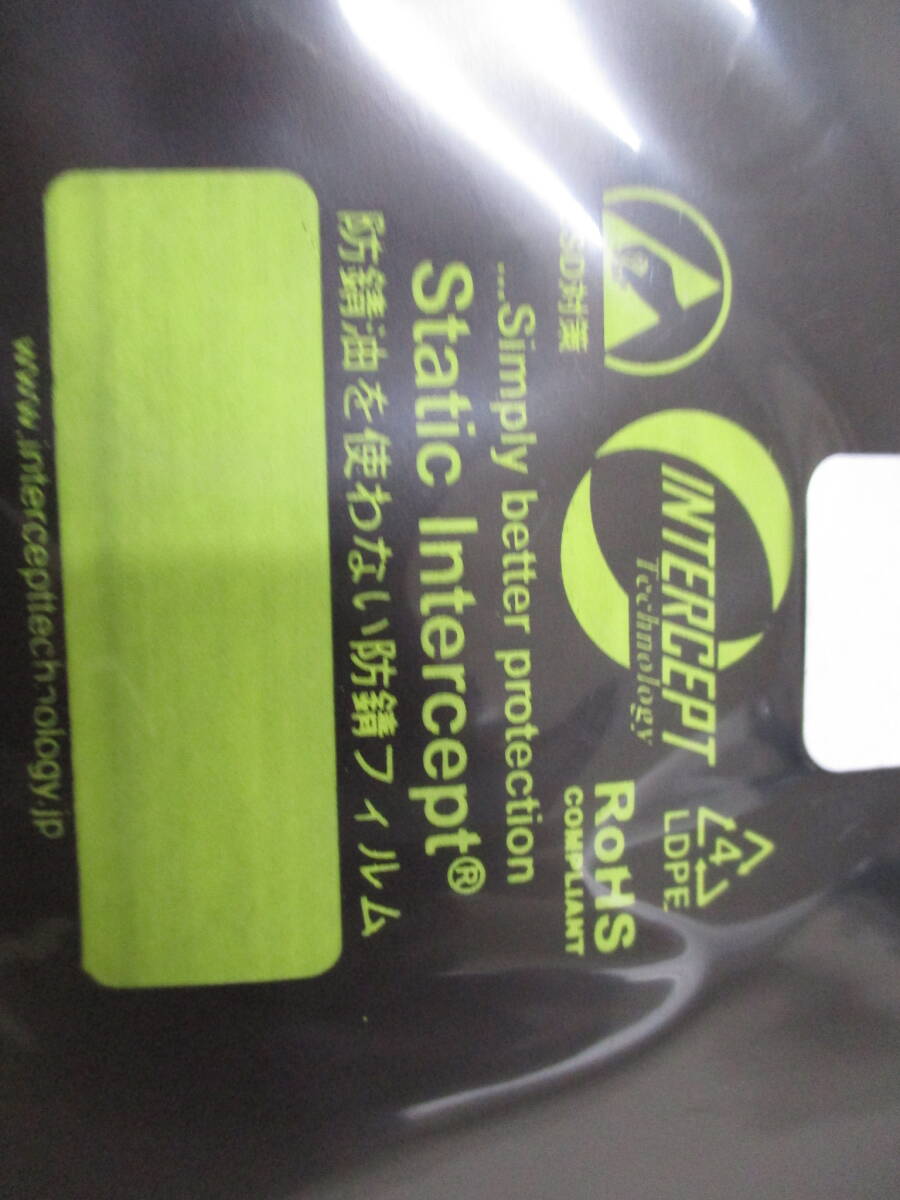 INTERCEPT
Technology
4
LDPE
RoHS
COMPLIANT
SD対策
...Simply better protection
Static Intercept®
防錆油を使わない防錆フィルム
www.intercepttechnology.jp